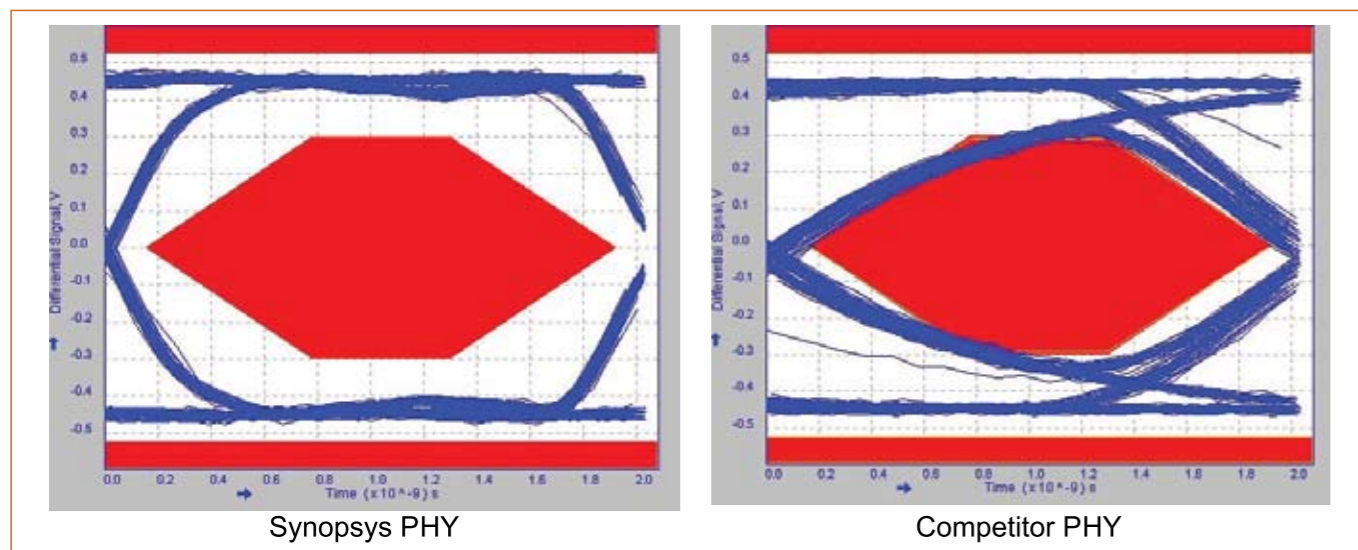 0.5
0.4
0.3
0.2
0.1
0.0
-0.1
-0.2
-0.3
-0.4
-0.5
Differential Signal, V
0.0 0.2 0.4 0.6 0.8 1.0 1.2 1.4 1.6 1.8 2.0
Time (x10^-9) s
Synopsys PHY
0.5
0.4
0.3
0.2
0.1
0.0
-0.1
-0.2
-0.3
-0.4
-0.5
Differential Signal, V
0.0 0.2 0.4 0.6 0.8 1.0 1.2 1.4 1.6 1.8 2.0
Time (x10^-9) s
Competitor PHY